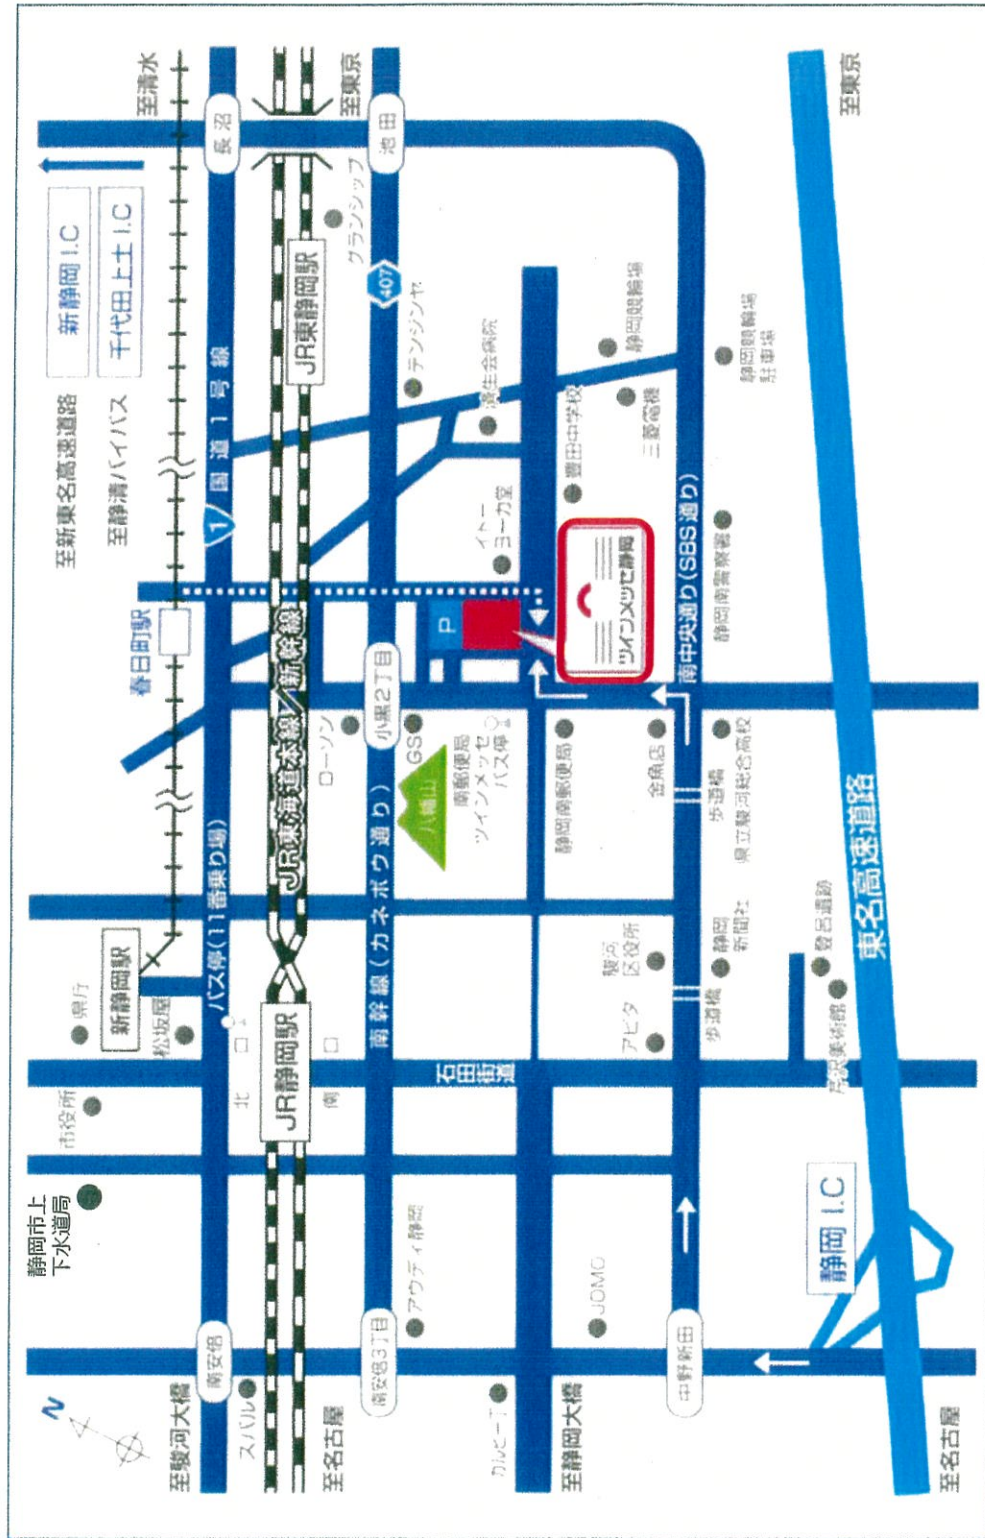 N
至駿河大橋
南安倍
スバル
至名古屋
南安倍3丁目
カルビー
至静岡大橋
中野新田
至名古屋
静岡市上
下水道局
市役所
県庁
松坂屋
新静岡駅
バス停(11番乗り場)
北口
JR静岡駅
南口
アウディ静岡
JOMO
静岡 I.C
石田街道
南幹線(カネボウ通り)
アピタ
駿河
区役所
歩道橋
静岡
新聞社
登呂遺跡
芹沢美術館
東名高速道路
春日町駅
JR東海道本線/新幹線
ローソン
小黒2丁目
GS
八幡山
南郵便局
ツインメッセ
バス停
静岡南郵便局
金魚店
歩道橋
県立駿河総合高校
P
ツインメッセ静岡
イトー
ヨーカ堂
南中央通り(SBS通り)
静岡南警察署
至新東名高速道路
新静岡 I.C
至静清バイパス
千代田上土 I.C
至清水
1
国道1号線
長沼
JR東静岡駅
グランシップ
至東京
池田
407
テンジンヤ
済生会病院
豊田中学校
三菱電機
静岡競輪場
静岡競輪場
駐車場
至東京